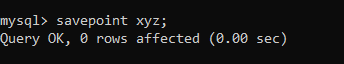 mysql> savepoint xyz;
Query OK, 0 rows affected (0.00 sec)